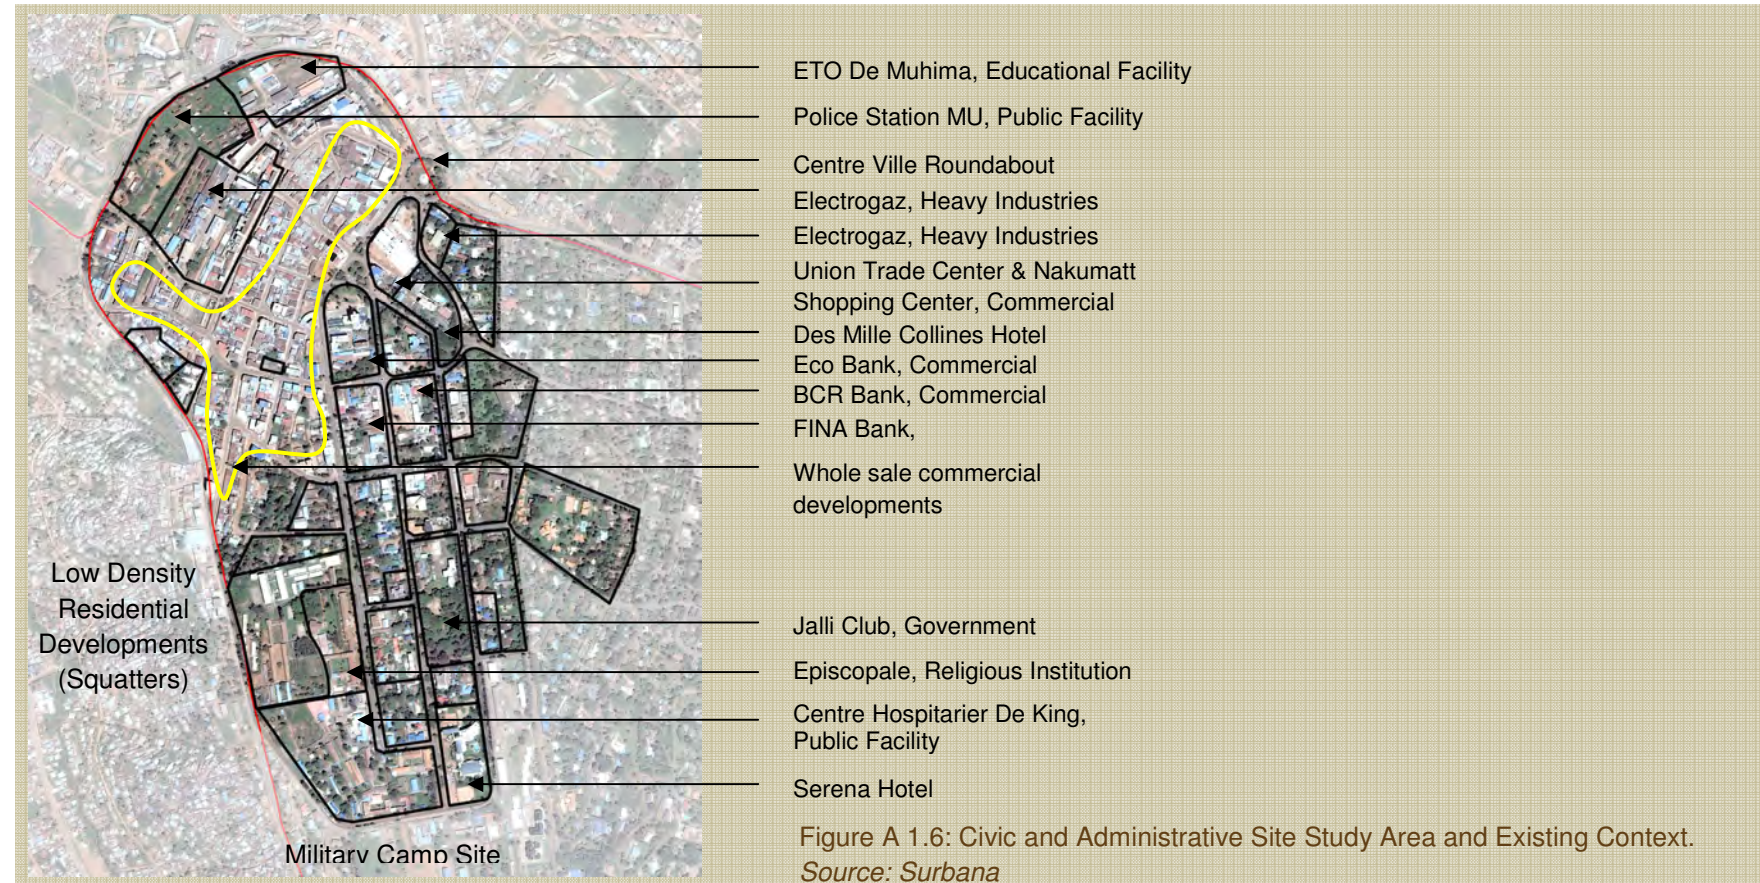 ETO De Muhima, Educational Facility
Police Station MU, Public Facility
Centre Ville Roundabout
Electrogaz, Heavy Industries
Electrogaz, Heavy Industries
Union Trade Center & Nakumatt
Shopping Center, Commercial
Des Mille Collines Hotel
Eco Bank, Commercial
BCR Bank, Commercial
FINA Bank,
Whole sale commercial
developments
Low Density
Residential
Developments
(Squatters)
Jalli Club, Government
Episcopale, Religious Institution
Centre Hospitarier De King,
Public Facility
Serena Hotel
Military Camp Site
Figure A 1.6: Civic and Administrative Site Study Area and Existing Context.
Source: Surbana